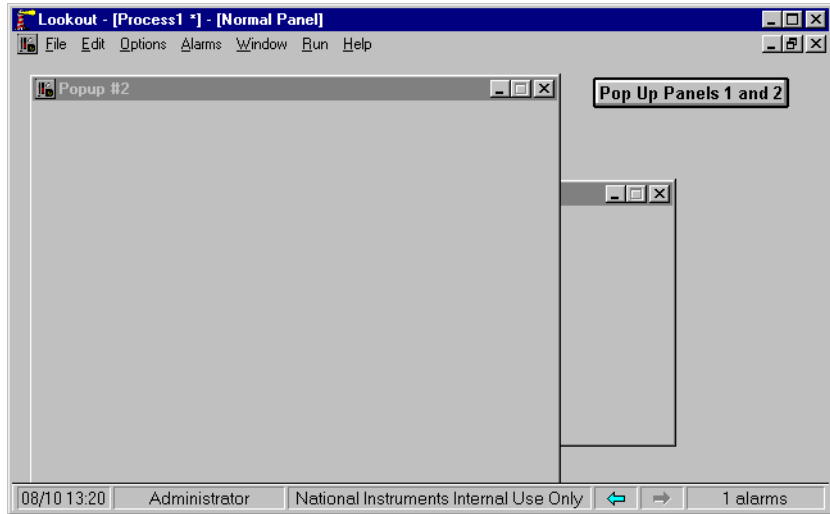 Lookout - [Process1 *] - [Normal Panel]
File Edit Options Alarms Window Run Help
Popup #2
Pop Up Panels 1 and 2
08/10 13:20 Administrator National Instruments Internal Use Only 1 alarms